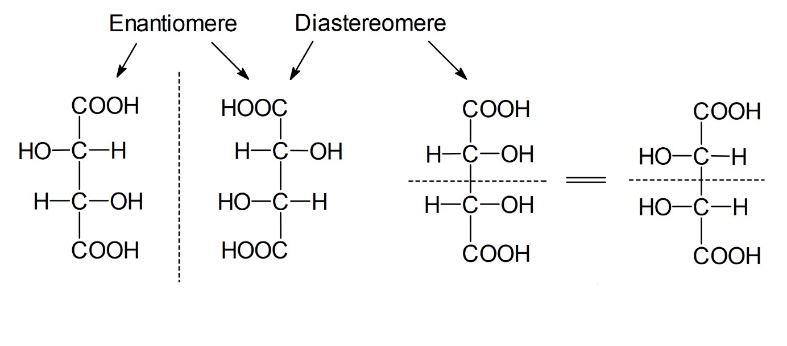 Enantiomere Diastereomere
COOH HOOC COOH COOH
HO–C–H H–C–OH H–C–OH HO–C–H
H–C–OH HO–C–H H–C–OH HO–C–H
COOH HOOC COOH COOH